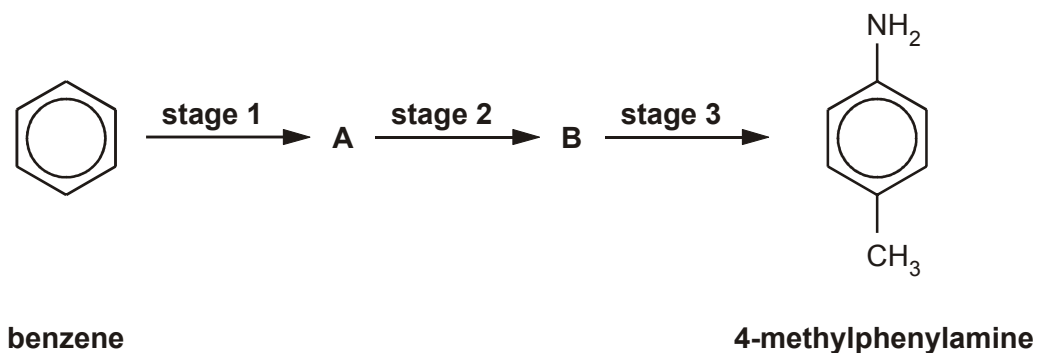 NH₂
stage 1 A stage 2 B stage 3
CH₃
benzene 4-methylphenylamine